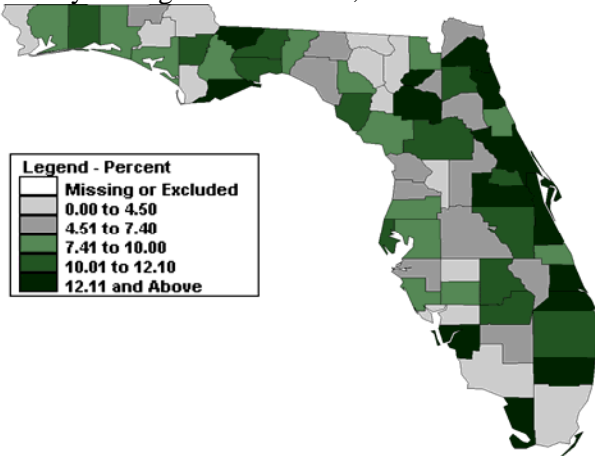 Legend - Percent
Missing or Excluded
0.00 to 4.50
4.51 to 7.40
7.41 to 10.00
10.01 to 12.10
12.11 and Above